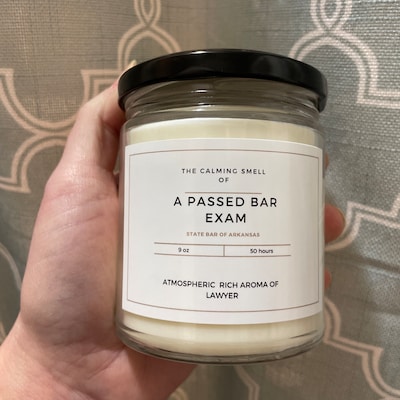 THE CALMING SMELL
OF
A PASSED BAR
EXAM
STATE BAR OF ARKANSAS
9 oz 50 hours
ATMOSPHERIC RICH AROMA OF
LAWYER